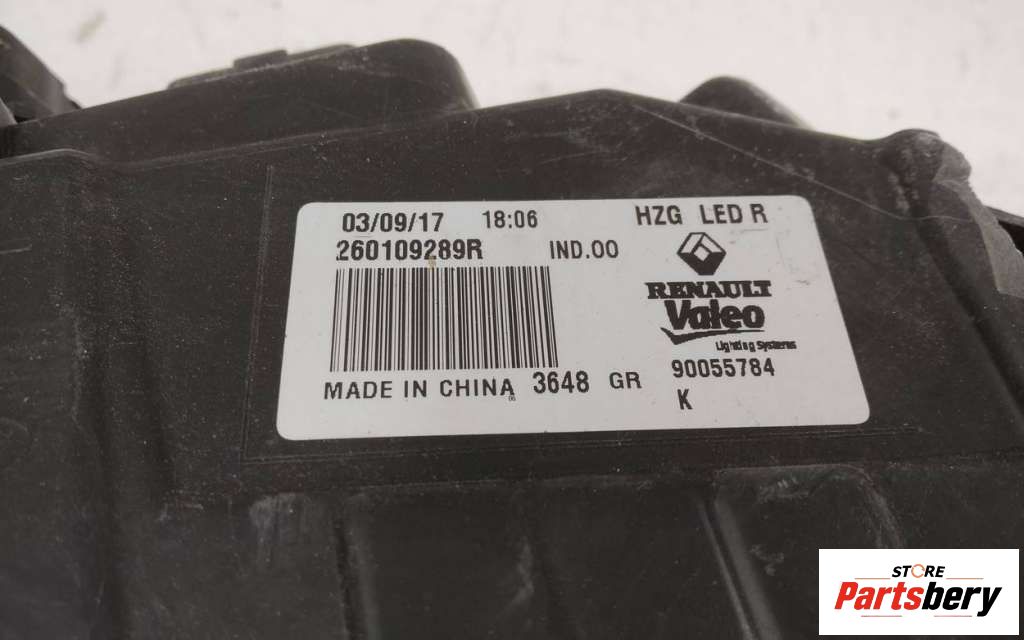 03/09/17 18:06 HZG LED R
260109289R IND.00
RENAULT
Valeo
Lighting Systems
MADE IN CHINA 3648 GR 90055784
K
STORE
Partsbery